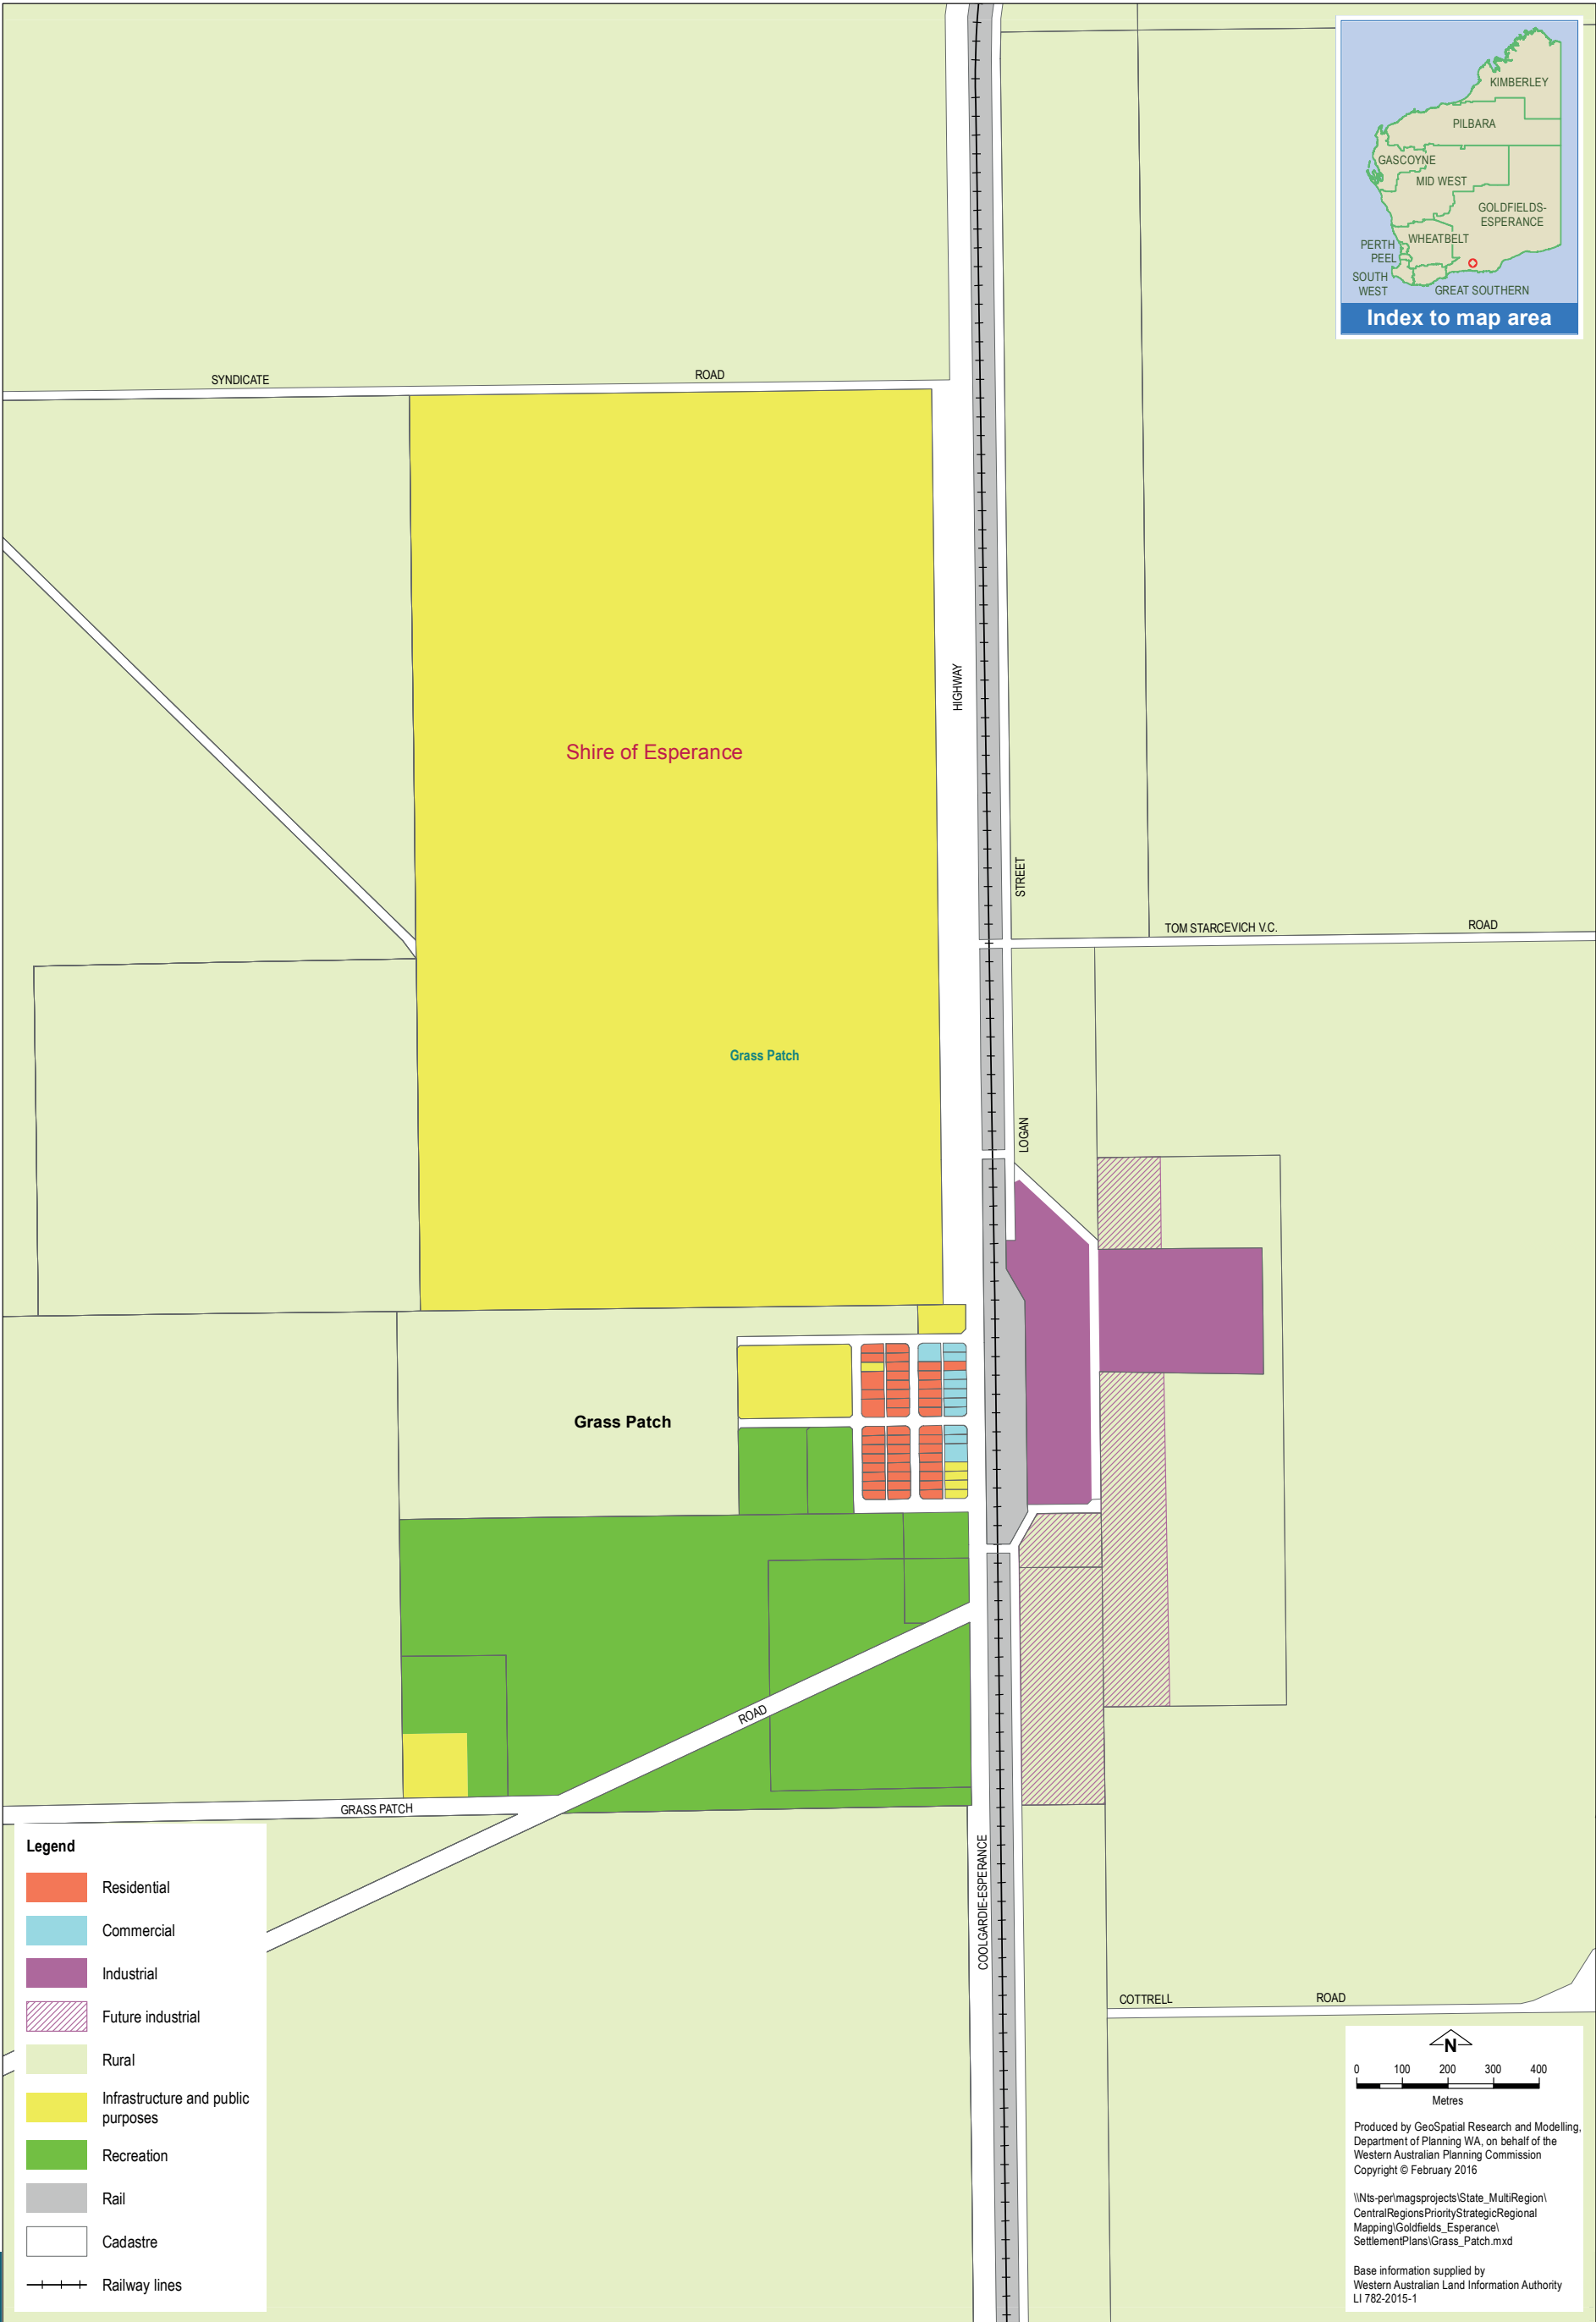 KIMBERLEY
PILBARA
GASCOYNE
MID WEST
GOLDFIELDS-
ESPERANCE
WHEATBELT
PERTH
PEEL
SOUTH
WEST
GREAT SOUTHERN
Index to map area
SYNDICATE ROAD
HIGHWAY
Shire of Esperance
STREET
TOM STARCEVICH V.C. ROAD
Grass Patch
LOGAN
Grass Patch
ROAD
GRASS PATCH
COOLGARDIE-ESPERANCE
COTTRELL ROAD
Legend
Residential
Commercial
Industrial
Future industrial
Rural
Infrastructure and public
purposes
Recreation
Rail
Cadastre
Railway lines
N
0 100 200 300 400
Metres
Produced by GeoSpatial Research and Modelling,
Department of Planning WA, on behalf of the
Western Australian Planning Commission
Copyright © February 2016
\\Nts-per\magsprojects\State_MultiRegion\
CentralRegionsPriorityStrategicRegional
Mapping\Goldfields_Esperance\
SettlementPlans\Grass_Patch.mxd
Base information supplied by
Western Australian Land Information Authority
LI 782-2015-1